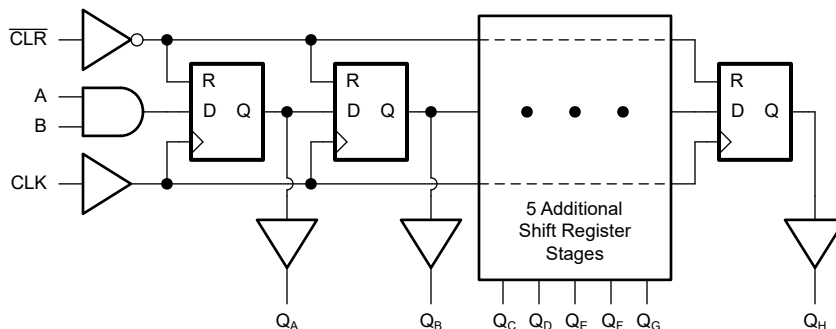 CLR
R
R
R
A
B
D Q
D Q
D Q
CLK
5 Additional
Shift Register
Stages
QA
QB
QC
QD
QE
QF
QG
QH